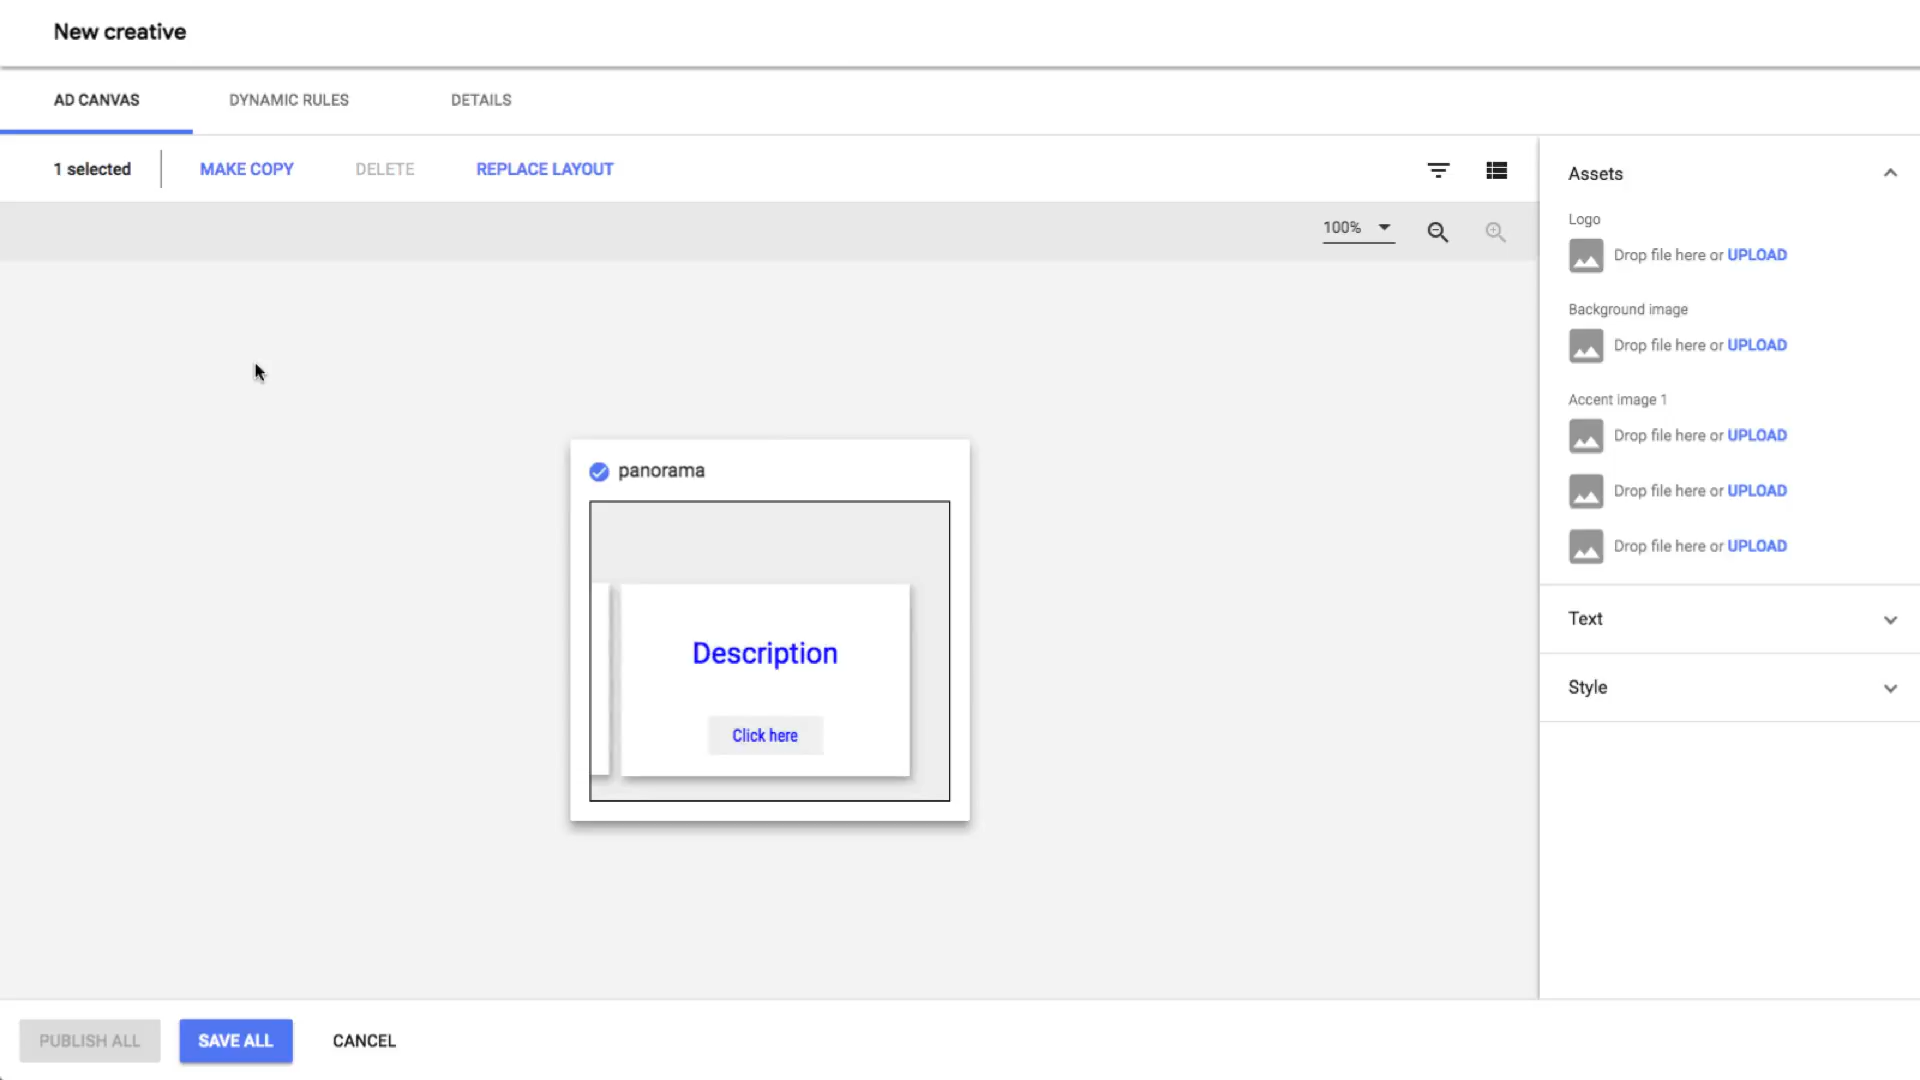 New creative
AD CANVAS
DYNAMIC RULES
DETAILS
1 selected
MAKE COPY
DELETE
REPLACE LAYOUT
100%
panorama
Description
Click here
Assets
Logo
Drop file here or UPLOAD
Background image
Drop file here or UPLOAD
Accent image 1
Drop file here or UPLOAD
Drop file here or UPLOAD
Drop file here or UPLOAD
Text
Style
PUBLISH ALL
SAVE ALL
CANCEL